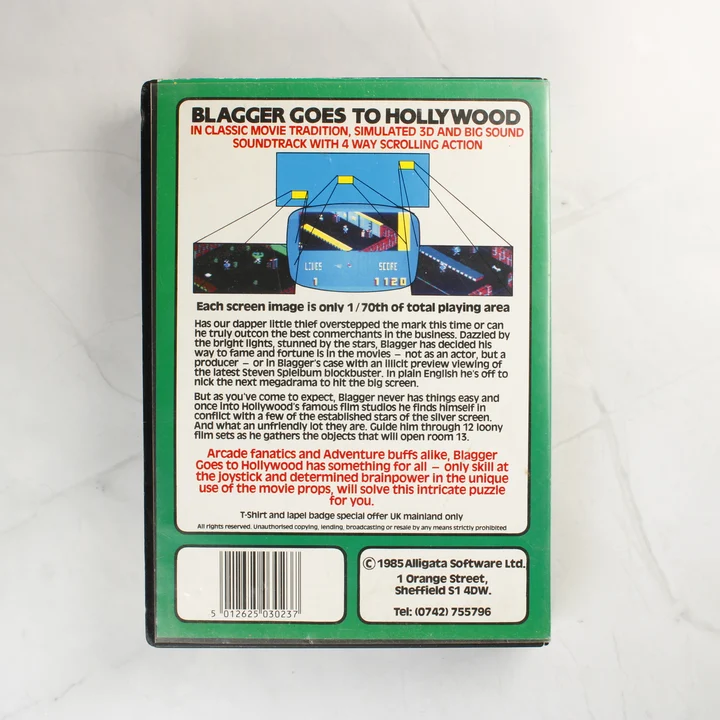 BLAGGER GOES TO HOLLYWOOD
IN CLASSIC MOVIE TRADITION, SIMULATED 3D AND BIG SOUND
SOUNDTRACK WITH 4 WAY SCROLLING ACTION
LIVES SCORE
1 1120
Each screen image is only 1/70th of total playing area
Has our dapper little thief overstepped the mark this time or can
he truly outcon the best conmerchants in the business. Dazzled by
the bright lights, stunned by the stars, Blagger has decided his
way to fame and fortune is in the movies – not as an actor, but a
producer – or in Blagger's case with an illicit preview viewing of
the latest Steven Spielbum blockbuster. In plain English he's off to
nick the next megadrama to hit the big screen.
But as you've come to expect, Blagger never has things easy and
once into Hollywood's famous film studios he finds himself in
conflict with a few of the established stars of the silver screen.
And what an unfriendly lot they are. Guide him through 12 loony
film sets as he gathers the objects that will open room 13.
Arcade fanatics and Adventure buffs alike, Blagger
Goes to Hollywood has something for all – only skill at
the joystick and determined brainpower in the unique
use of the movie props, will solve this intricate puzzle
for you.
T-Shirt and lapel badge special offer UK mainland only
All rights reserved. Unauthorised copying, lending, broadcasting or resale by any means strictly prohibited
5 012625 030237
© 1985 Alligata Software Ltd.
1 Orange Street,
Sheffield S1 4DW.
Tel: (0742) 755796